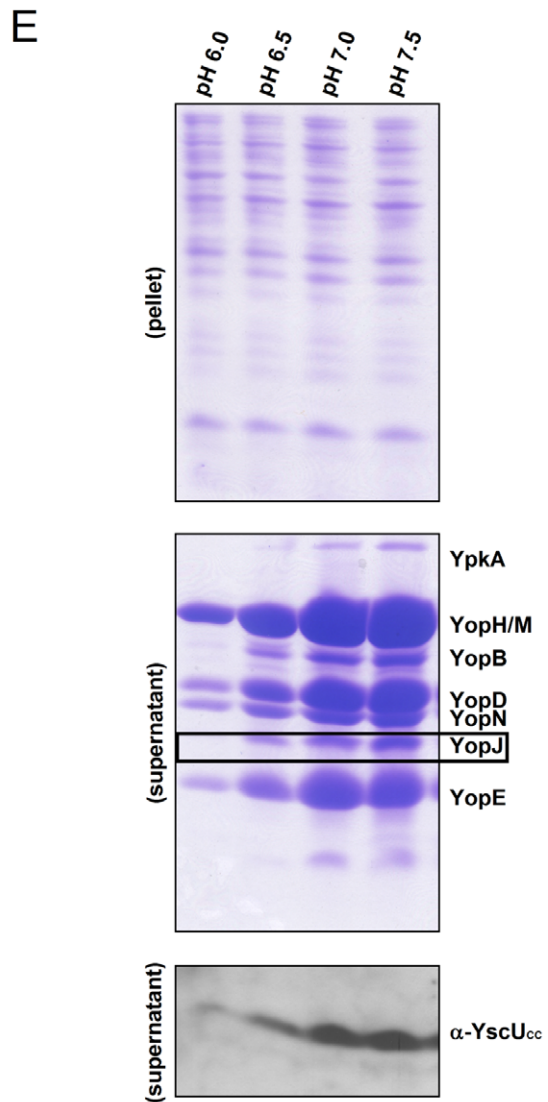 E
pH 6.0
pH 6.5
pH 7.0
pH 7.5
(pellet)
(supernatant)
YpkA
YopH/M
YopB
YopD
YopN
YopJ
YopE
(supernatant)
α-YscUcc